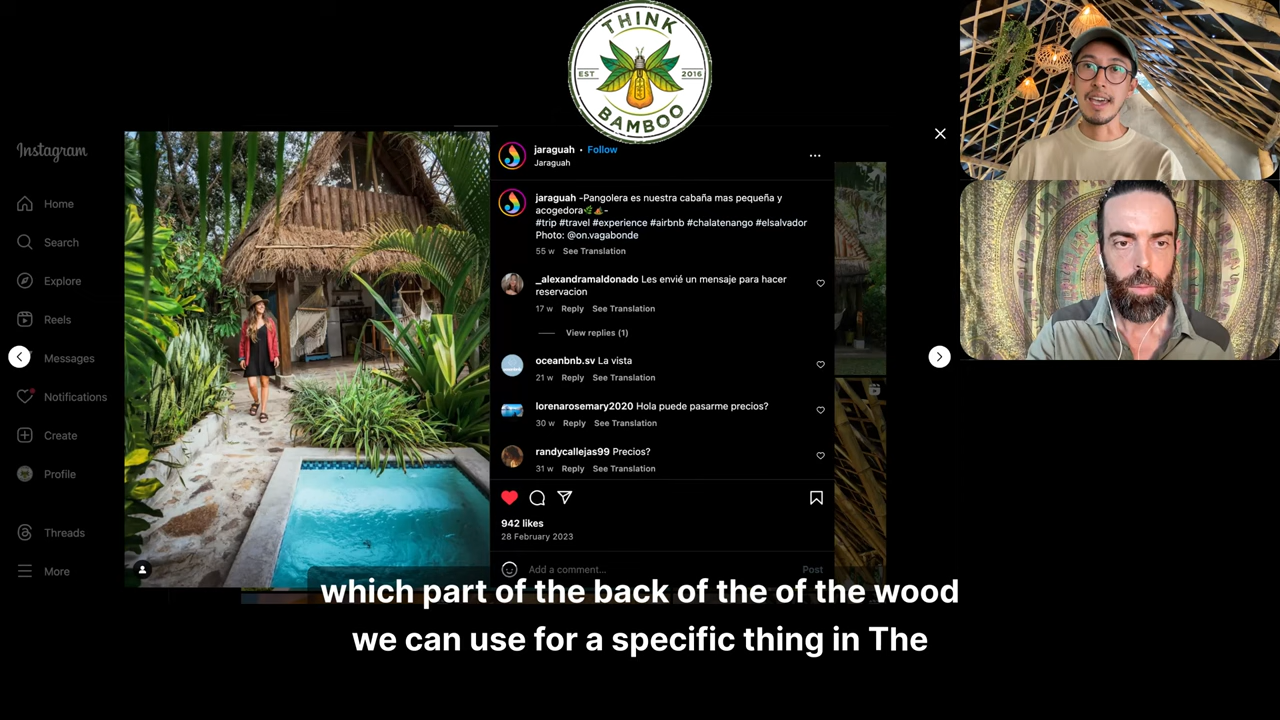 THINK
EST 2016
BAMBOO
Instagram
Home
Search
Explore
Reels
Messages
Notifications
Create
Profile
Threads
More
jaraguah • Follow
Jaraguah
jaraguah -Pangolera es nuestra cabaña mas pequeña y
acogedora🌿🛖-
#trip #travel #experience #airbnb #chalatenango #elsalvador
Photo: @on.vagabonde
55 w See Translation
_alexandramaldonado Les envié un mensaje para hacer
reservacion
17 w Reply See Translation
View replies (1)
oceanbnb.sv La vista
21 w Reply See Translation
lorenarosemary2020 Hola puede pasarme precios?
30 w Reply See Translation
randycallejas99 Precios?
31 w Reply See Translation
942 likes
28 February 2023
Add a comment...
Post
which part of the back of the of the wood
we can use for a specific thing in The